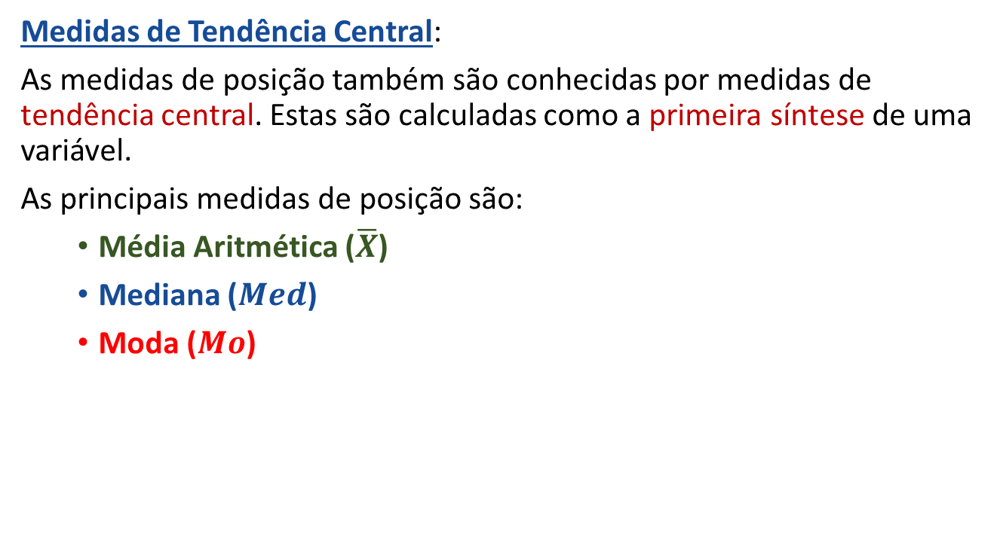 Medidas de Tendência Central:
As medidas de posição também são conhecidas por medidas de
tendência central. Estas são calculadas como a primeira síntese de uma
variável.
As principais medidas de posição são:
• Média Aritmética (X̅)
• Mediana (Med)
• Moda (Mo)